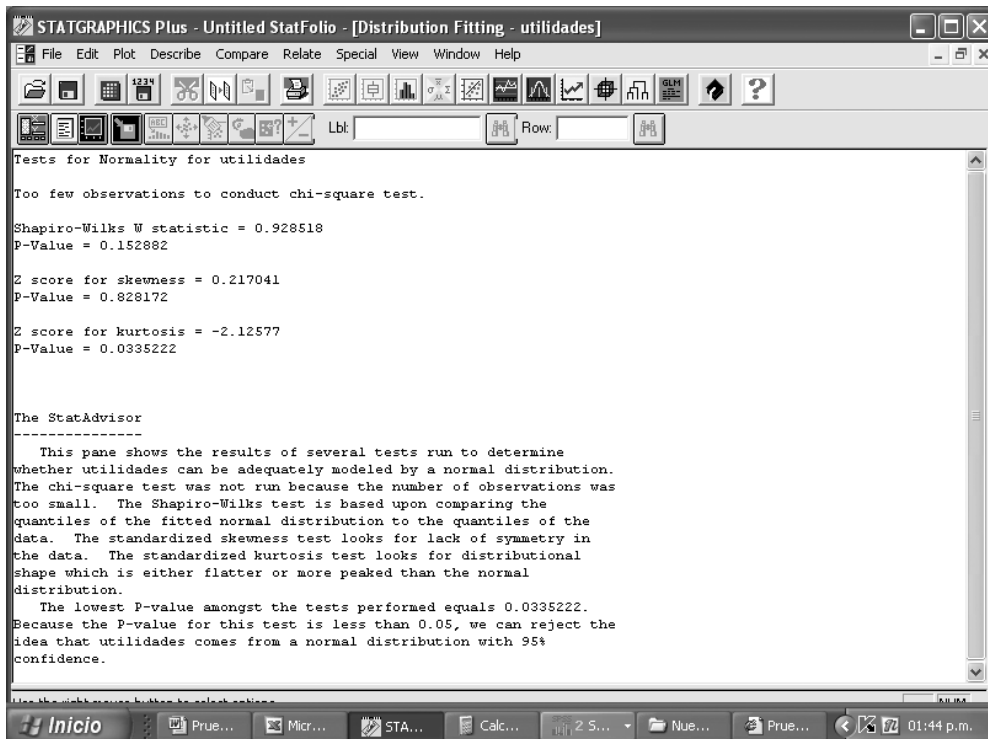 STATGRAPHICS Plus - Untitled StatFolio - [Distribution Fitting - utilidades]
File Edit Plot Describe Compare Relate Special View Window Help
Lbl: Row:
Tests for Normality for utilidades
Too few observations to conduct chi-square test.
Shapiro-Wilks W statistic = 0.928518
P-Value = 0.152882
Z score for skewness = 0.217041
P-Value = 0.828172
Z score for kurtosis = -2.12577
P-Value = 0.0335222
The StatAdvisor
---------------
This pane shows the results of several tests run to determine
whether utilidades can be adequately modeled by a normal distribution.
The chi-square test was not run because the number of observations was
too small. The Shapiro-Wilks test is based upon comparing the
quantiles of the fitted normal distribution to the quantiles of the
data. The standardized skewness test looks for lack of symmetry in
the data. The standardized kurtosis test looks for distributional
shape which is either flatter or more peaked than the normal
distribution.
The lowest P-value amongst the tests performed equals 0.0335222.
Because the P-value for this test is less than 0.05, we can reject the
idea that utilidades comes from a normal distribution with 95%
confidence.
Inicio Prue... Micr... STA... Calc... 2 S... Nue... Prue... 01:44 p.m.